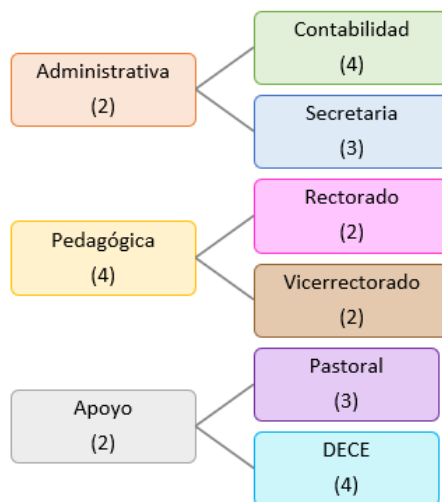 Administrativa
(2)
Contabilidad
(4)
Secretaria
(3)
Pedagógica
(4)
Rectorado
(2)
Vicerrectorado
(2)
Apoyo
(2)
Pastoral
(3)
DECE
(4)